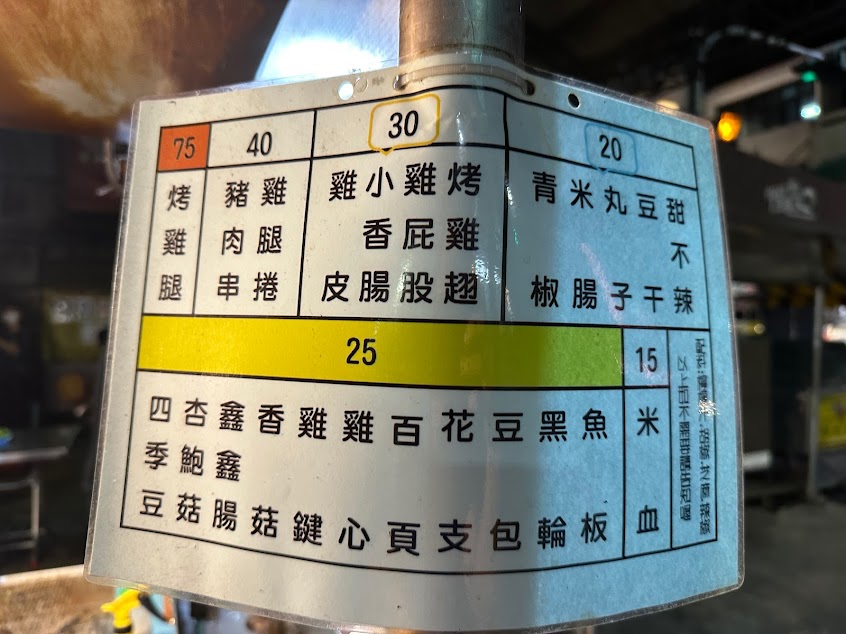 75
烤雞腿
40
雞腿捲
豬肉串
30
烤雞翅
雞屁股
小香腸
雞皮
20
甜不辣
豆干
丸子
米腸
青椒
25
魚板
黑輪
豆包
花支
百頁
雞心
雞鍵
香菇
鑫鑫腸
杏鮑菇
四季豆
15
米血